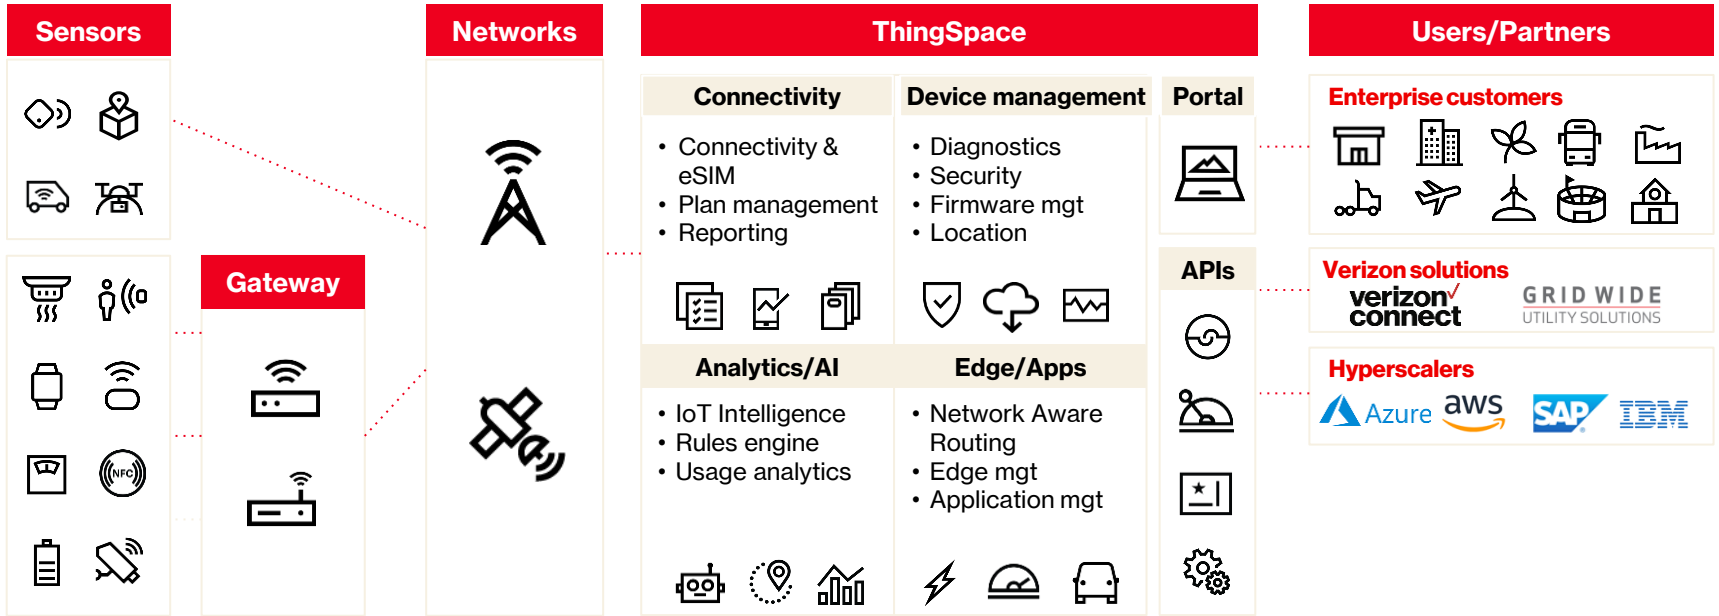 Sensors
Gateway
NFC
Networks
ThingSpace
Connectivity
• Connectivity &
eSIM
• Plan management
• Reporting
Device management
• Diagnostics
• Security
• Firmware mgt
• Location
Analytics/AI
• IoT Intelligence
• Rules engine
• Usage analytics
Edge/Apps
• Network Aware
Routing
• Edge mgt
• Application mgt
Portal
APIs
Users/Partners
Enterprise customers
Verizon solutions
verizon✓
connect
GRID WIDE
UTILITY SOLUTIONS
Hyperscalers
Azure
aws
SAP
IBM